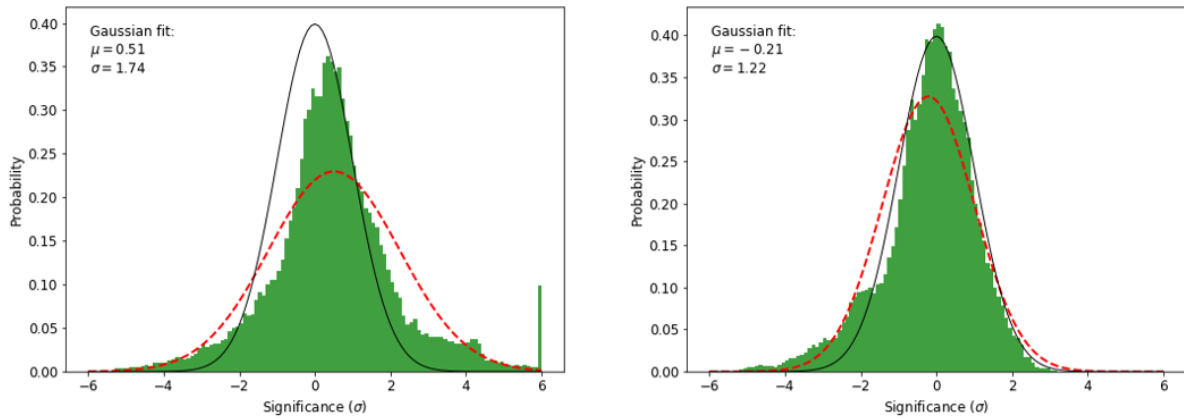 Gaussian fit:
μ = 0.51
σ = 1.74
0.40
0.35
0.30
0.25
0.20
0.15
0.10
0.05
0.00
Probability
−6 −4 −2 0 2 4 6
Significance (σ)
Gaussian fit:
μ = − 0.21
σ = 1.22
0.40
0.35
0.30
0.25
0.20
0.15
0.10
0.05
0.00
Probability
−6 −4 −2 0 2 4 6
Significance (σ)